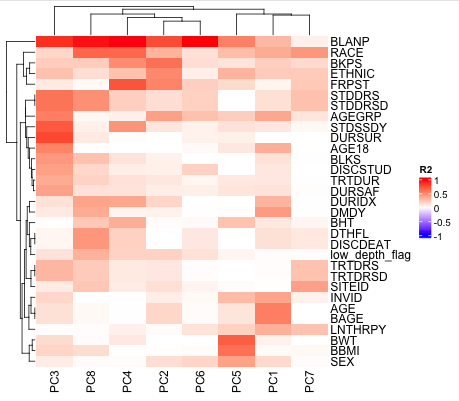 BLANP
RACE
BKPS
ETHNIC
FRPST
STDDRS
STDDRSD
AGEGRP
STDSSDY
DURSUR
AGE18
BLKS
DISCSTUD
TRTDUR
DURSAF
DURIDX
DMDY
BHT
DTHFL
DISCDEAT
low_depth_flag
TRTDRS
TRTDRSD
SITEID
INVID
AGE
BAGE
LNTHRPY
BWT
BBMI
SEX
R2
1
0.5
0
-0.5
-1
PC3 PC8 PC4 PC2 PC6 PC5 PC1 PC7